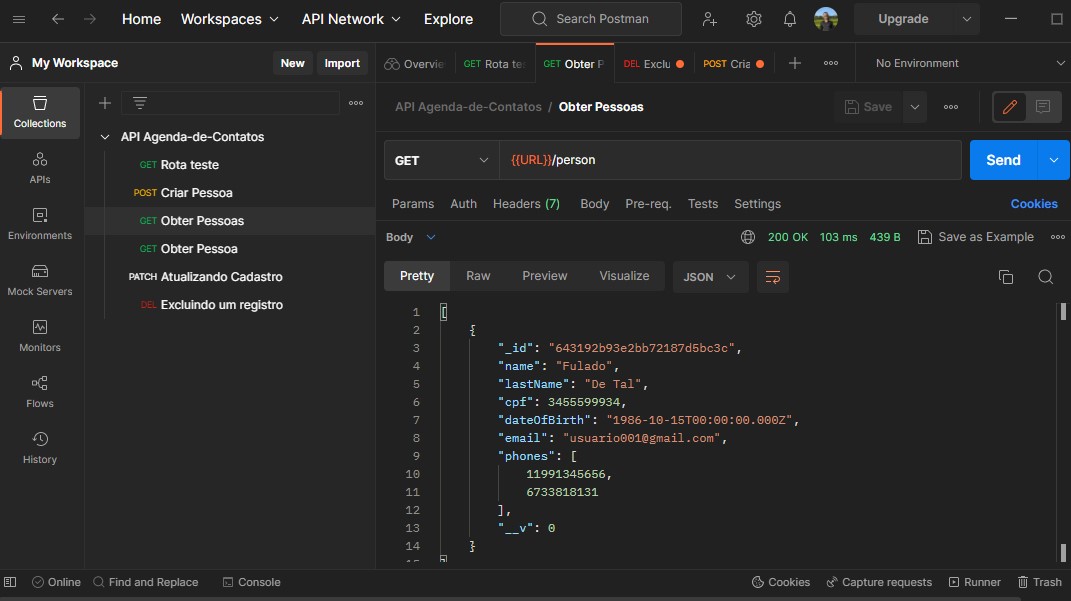 Home Workspaces API Network Explore Search Postman Upgrade
My Workspace New Import
Overvie GET Rota te GET Obter P DEL Exclu POST Cria No Environment
Collections
APIs
Environments
Mock Servers
Monitors
Flows
History
API Agenda-de-Contatos
GET Rota teste
POST Criar Pessoa
GET Obter Pessoas
GET Obter Pessoa
PATCH Atualizando Cadastro
DEL Excluindo um registro
API Agenda-de-Contatos / Obter Pessoas Save
GET {{URL}}/person Send
Params Auth Headers (7) Body Pre-req. Tests Settings Cookies
Body 200 OK 103 ms 439 B Save as Example
Pretty Raw Preview Visualize JSON
1 [
2 {
3 "_id": "643192b93e2bb72187d5bc3c",
4 "name": "Fulado",
5 "lastName": "De Tal",
6 "cpf": 3455599934,
7 "dateOfBirth": "1986-10-15T00:00:00.000Z",
8 "email": "usuario001@gmail.com",
9 "phones": [
10 11991345656,
11 6733818131
12 ],
13 "__v": 0
14 }
15 ]
Online Find and Replace Console Cookies Capture requests Runner Trash